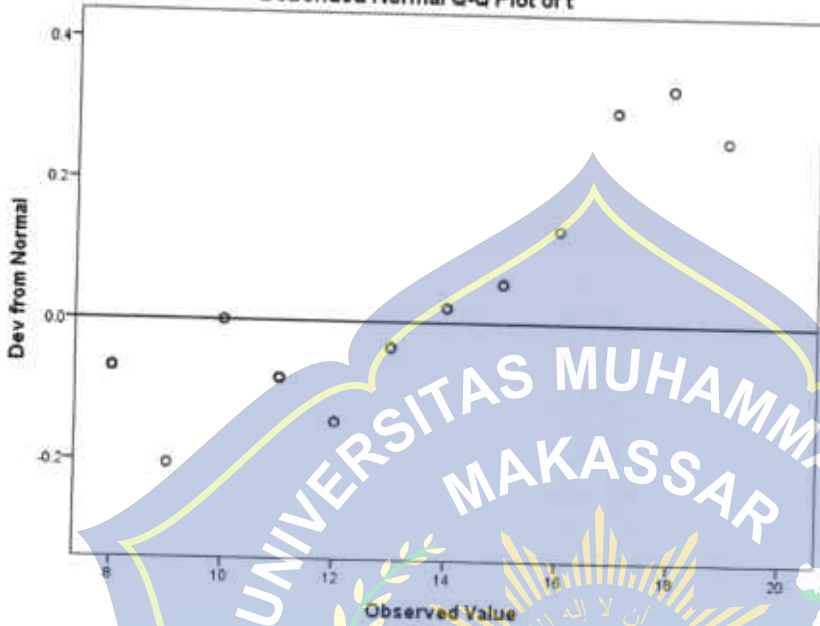 Detrended Normal Q-Q Plot of t
0.4
0.2
0.0
-0.2
Dev from Normal
8 10 12 14 16 18 20
Observed Value
UNIVERSITAS MUHAMMA
MAKASSAR